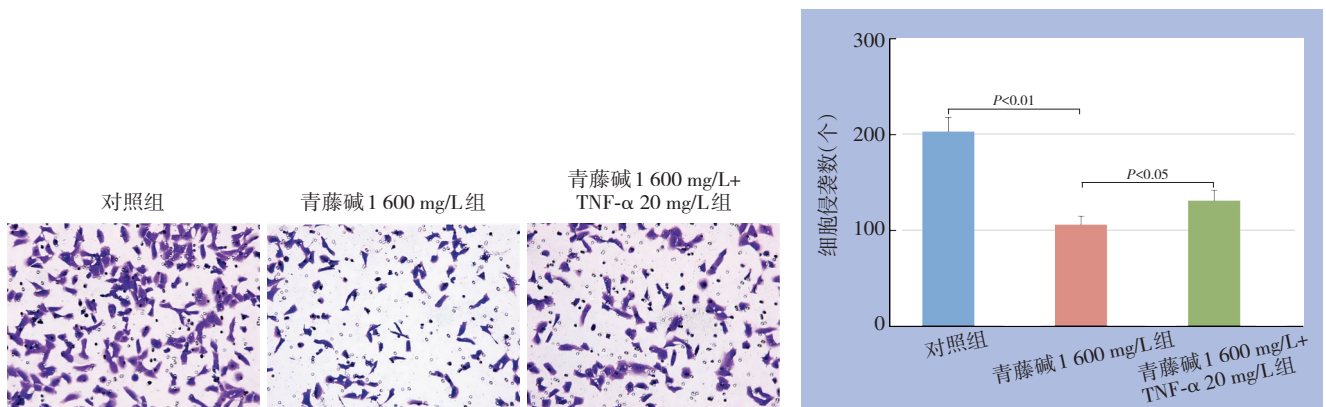 对照组
青藤碱1 600 mg/L组
青藤碱1 600 mg/L+
TNF-α 20 mg/L组
细胞侵袭数(个)
300
200
100
0
P<0.01
P<0.05
对照组
青藤碱1 600 mg/L组
青藤碱1 600 mg/L+
TNF-α 20 mg/L组